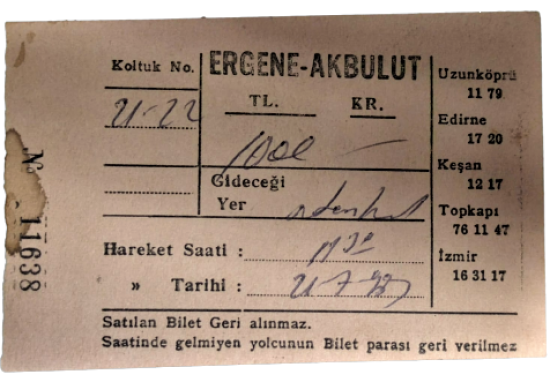 Koltuk No.
21-22
ERGENE-AKBULUT
TL. KR.
1000 —
Gideceği
Yer
Hareket Saati :
» Tarihi :
Uzunköprü
11 79
Edirne
17 20
Keşan
12 17
Topkapı
76 11 47
İzmir
16 31 17
Satılan Bilet Geri alınmaz.
Saatinde gelmiyen yolcunun Bilet parası geri verilmez
11638